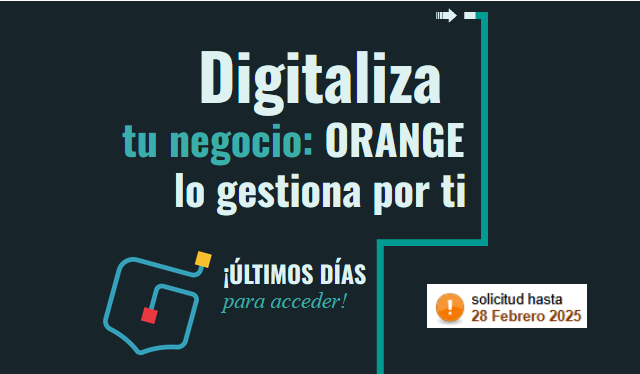 Digitaliza
tu negocio: ORANGE
lo gestiona por ti
¡ÚLTIMOS DÍAS
para acceder!
solicitud hasta
28 Febrero 2025